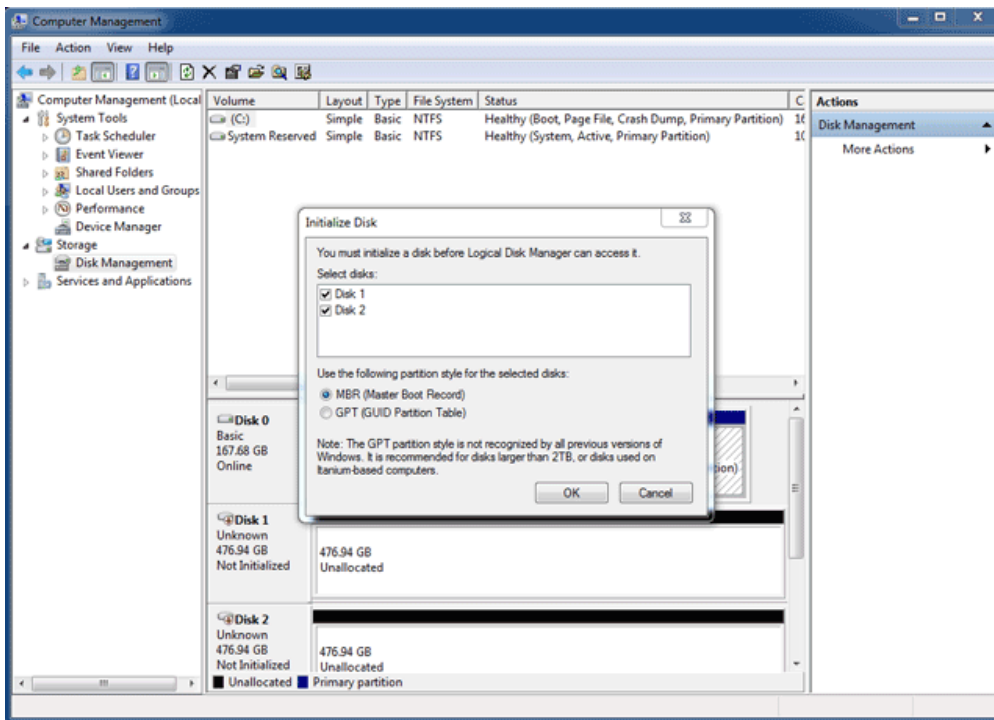 Computer Management
File Action View Help
Computer Management (Local
System Tools
Task Scheduler
Event Viewer
Shared Folders
Local Users and Groups
Performance
Device Manager
Storage
Disk Management
Services and Applications
Volume Layout Type File System Status C
(C:) Simple Basic NTFS Healthy (Boot, Page File, Crash Dump, Primary Partition) 16
System Reserved Simple Basic NTFS Healthy (System, Active, Primary Partition) 10
Actions
Disk Management
More Actions
Initialize Disk
You must initialize a disk before Logical Disk Manager can access it.
Select disks:
Disk 1
Disk 2
Use the following partition style for the selected disks:
MBR (Master Boot Record)
GPT (GUID Partition Table)
Note: The GPT partition style is not recognized by all previous versions of
Windows. It is recommended for disks larger than 2TB, or disks used on
Itanium-based computers.
OK Cancel
Disk 0
Basic
167.68 GB
Online
tion)
Disk 1
Unknown
476.94 GB
Not Initialized
476.94 GB
Unallocated
Disk 2
Unknown
476.94 GB
Not Initialized
476.94 GB
Unallocated
Unallocated Primary partition